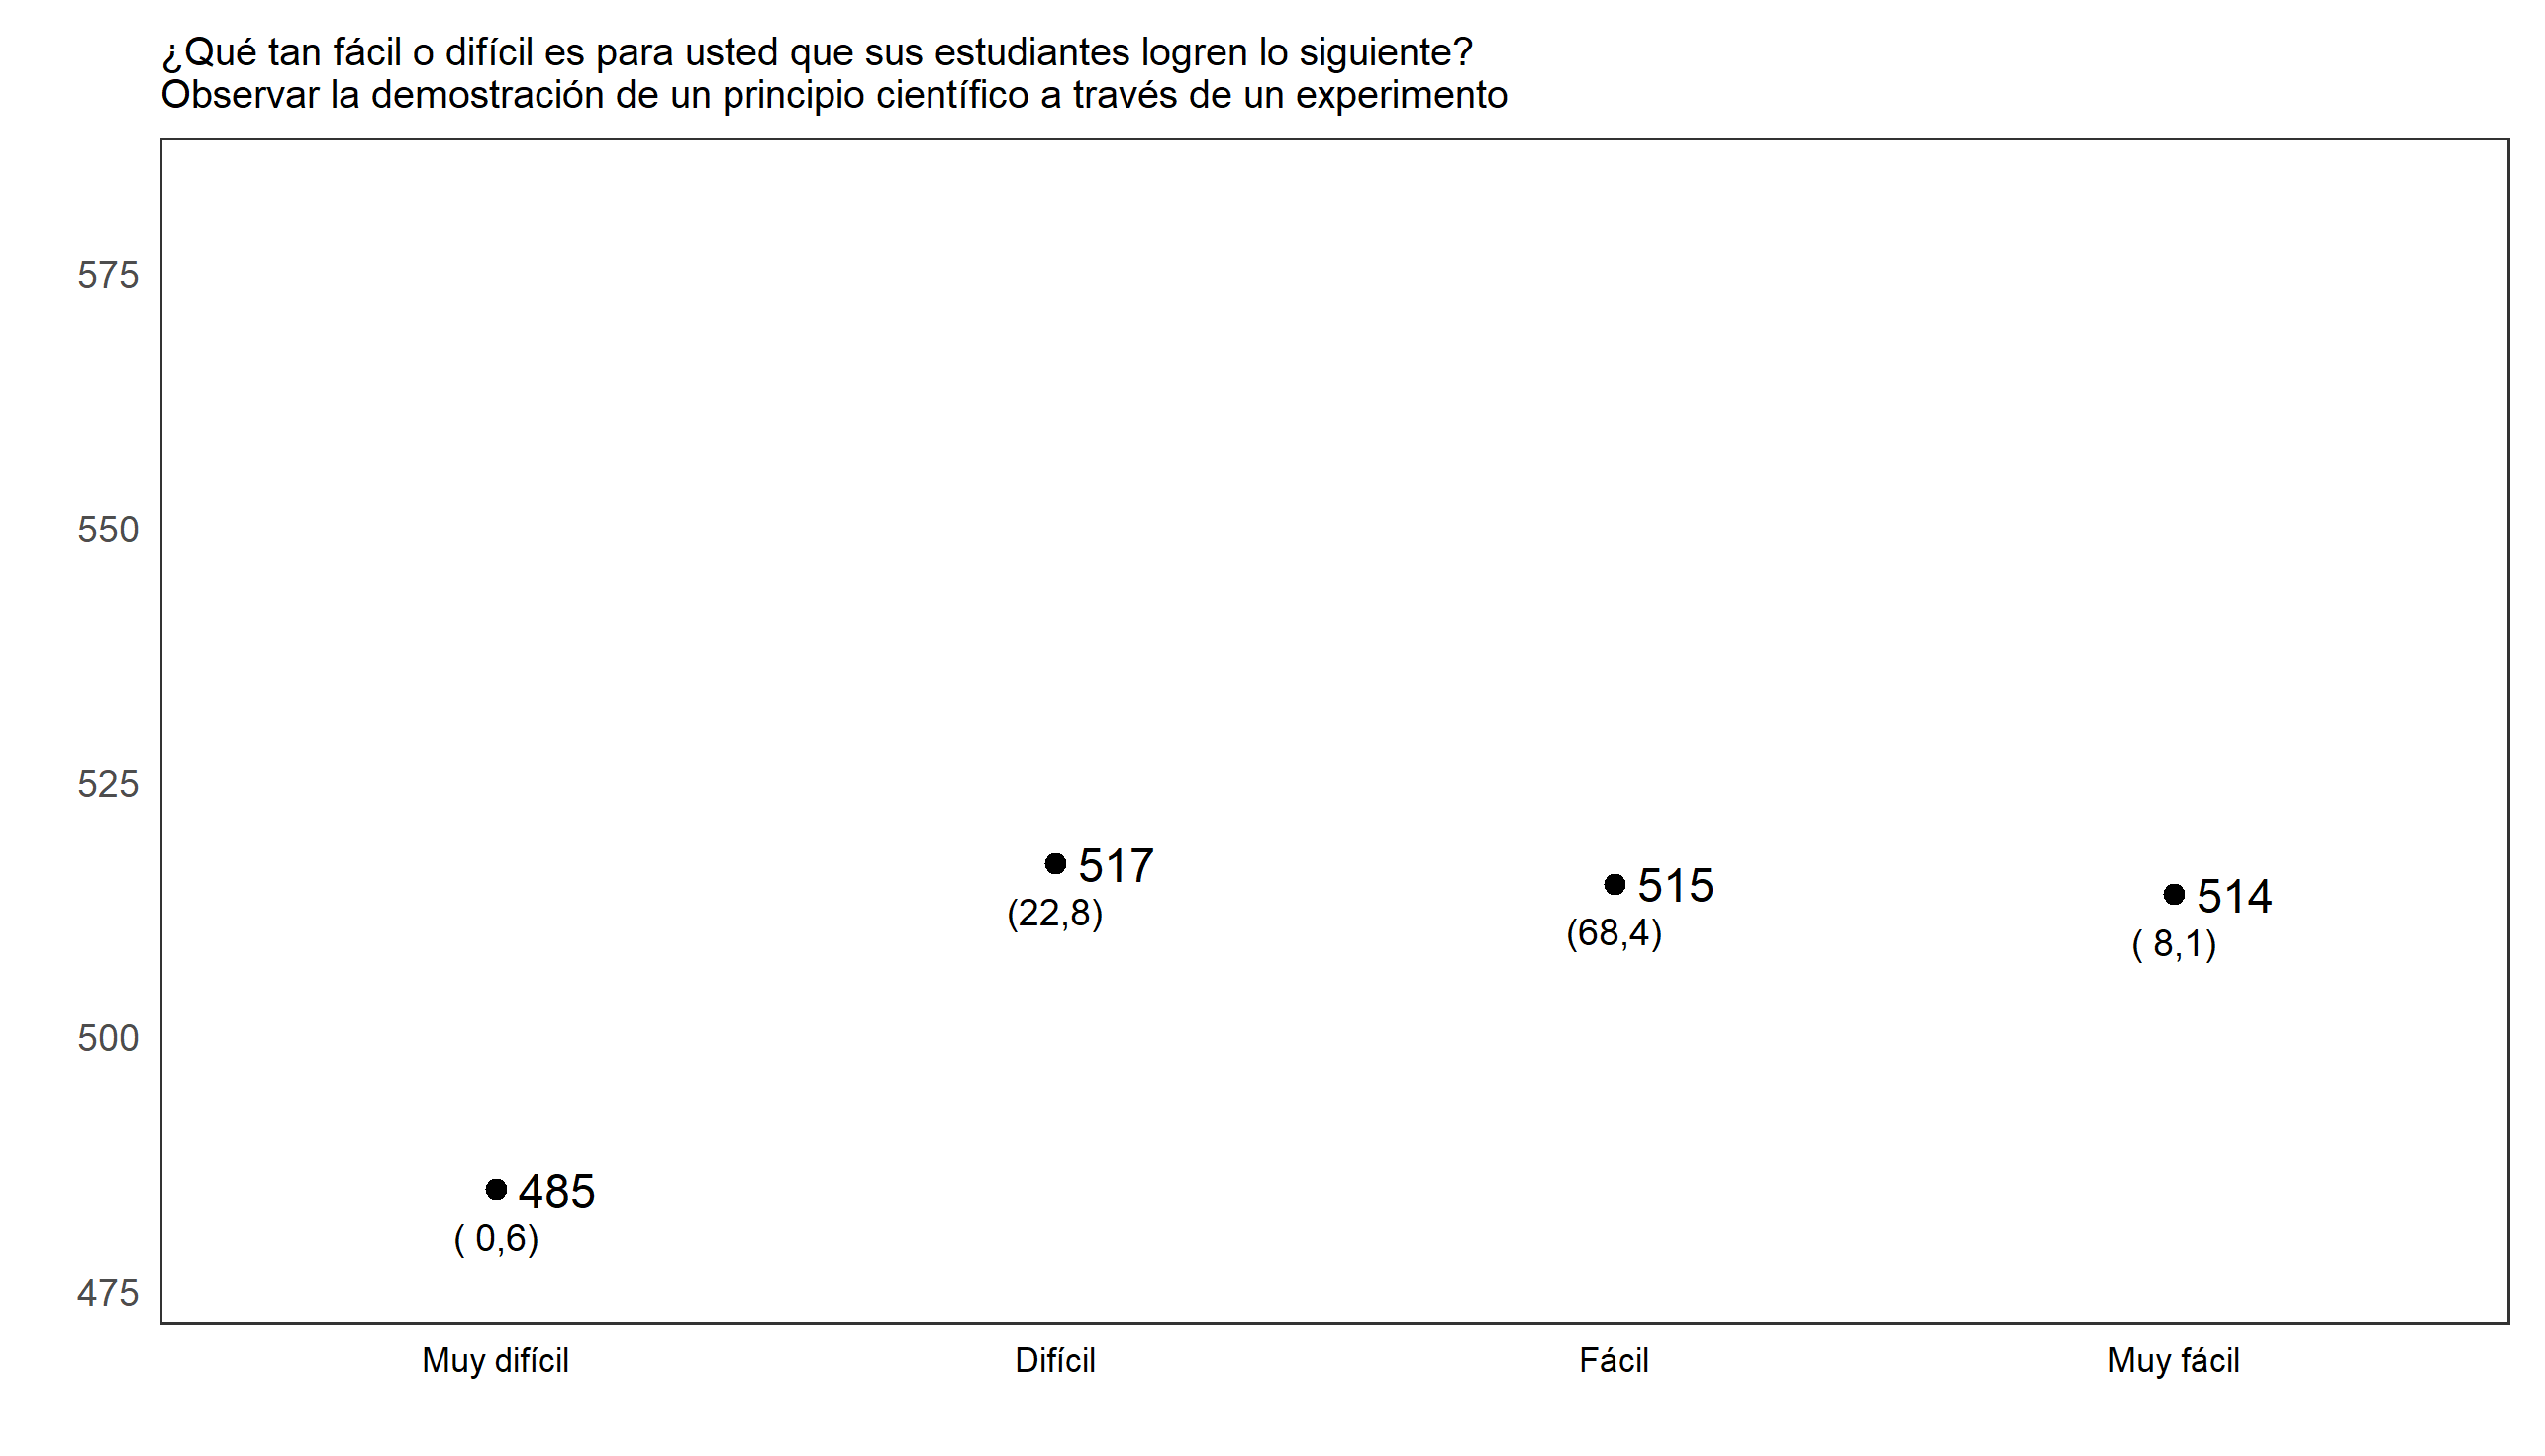 ¿Qué tan fácil o difícil es para usted que sus estudiantes logren lo siguiente?
Observar la demostración de un principio científico a través de un experimento
575
550
525
500
475
485
( 0,6)
517
(22,8)
515
(68,4)
514
( 8,1)
Muy difícil
Difícil
Fácil
Muy fácil